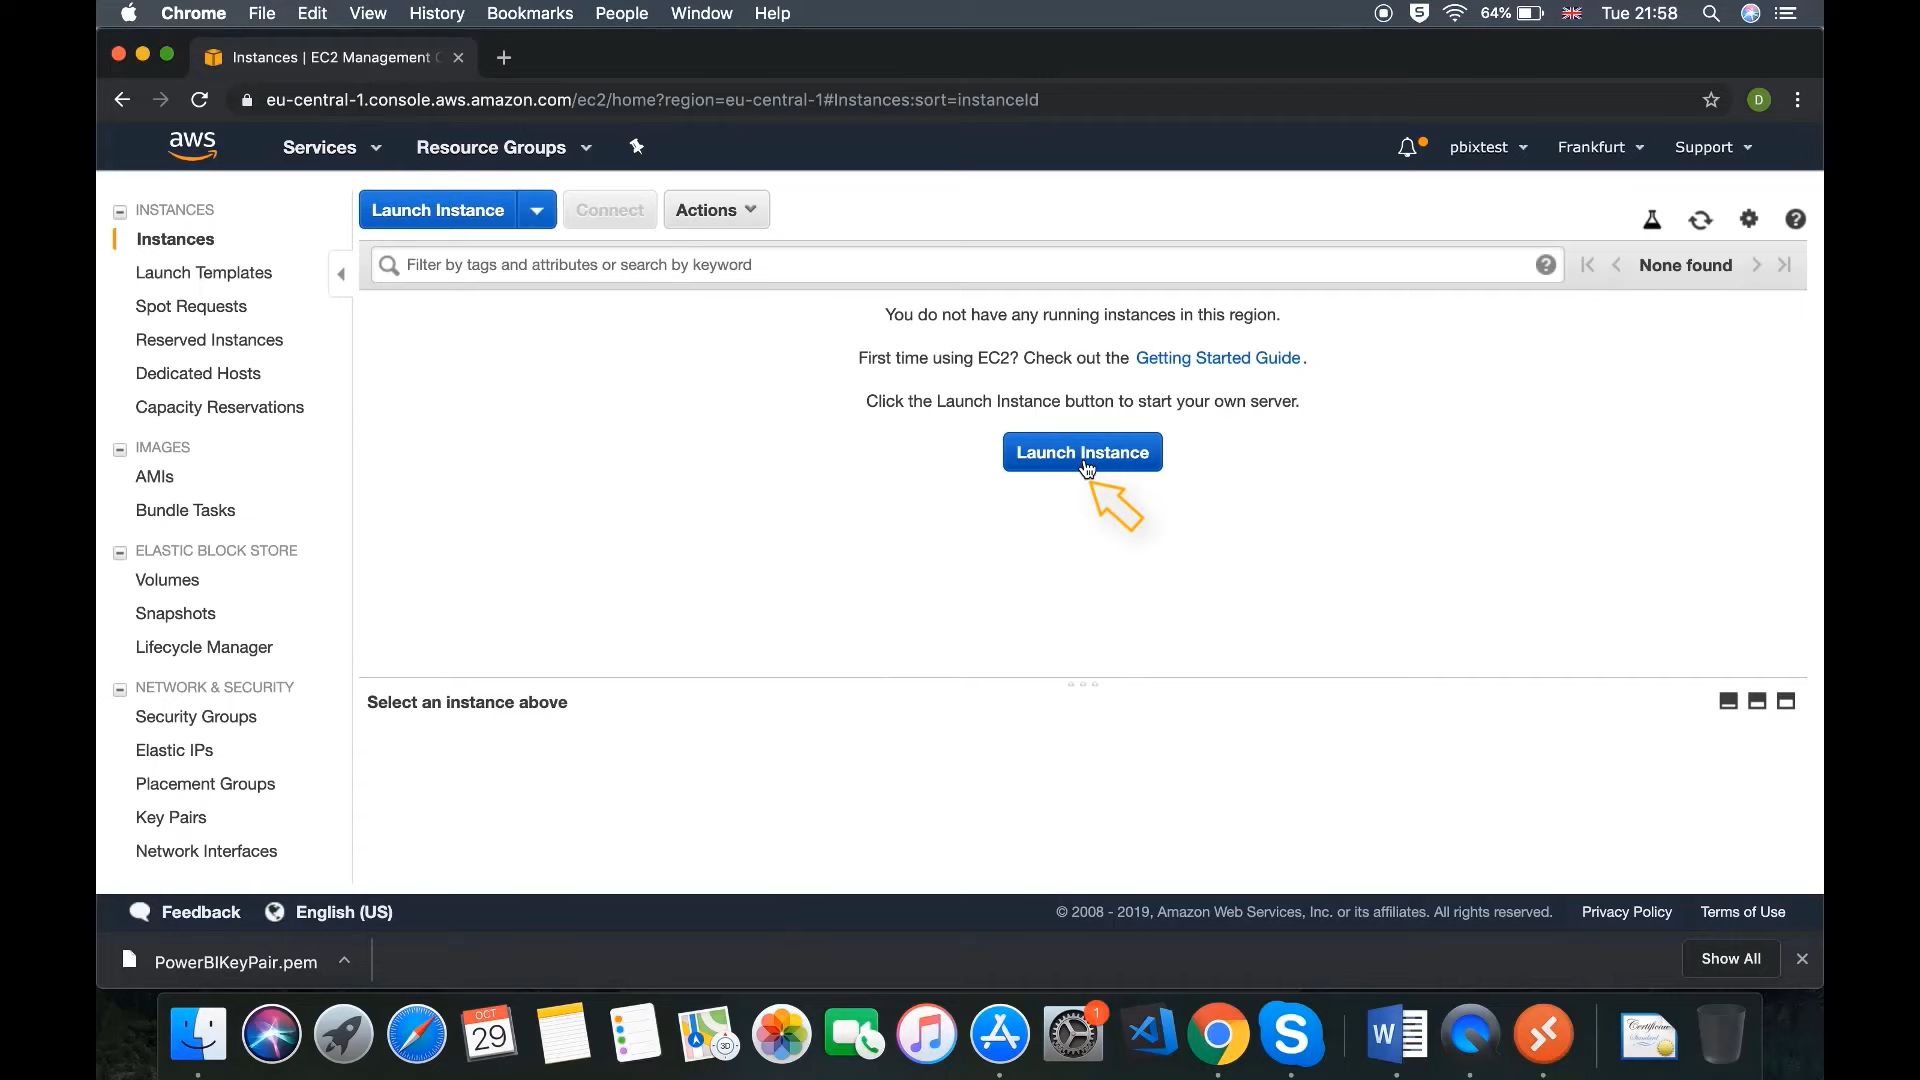 Chrome File Edit View History Bookmarks People Window Help 64% Tue 21:58
Instances | EC2 Management C
eu-central-1.console.aws.amazon.com/ec2/home?region=eu-central-1#Instances:sort=instanceId D
aws Services Resource Groups pbixtest Frankfurt Support
INSTANCES
Instances
Launch Templates
Spot Requests
Reserved Instances
Dedicated Hosts
Capacity Reservations
IMAGES
AMIs
Bundle Tasks
ELASTIC BLOCK STORE
Volumes
Snapshots
Lifecycle Manager
NETWORK & SECURITY
Security Groups
Elastic IPs
Placement Groups
Key Pairs
Network Interfaces
Launch Instance Connect Actions
Filter by tags and attributes or search by keyword None found
You do not have any running instances in this region.
First time using EC2? Check out the Getting Started Guide.
Click the Launch Instance button to start your own server.
Launch Instance
Select an instance above
Feedback English (US) © 2008 - 2019, Amazon Web Services, Inc. or its affiliates. All rights reserved. Privacy Policy Terms of Use
PowerBIKeyPair.pem Show All
OCT
29
3D
1
S
W
Certificate